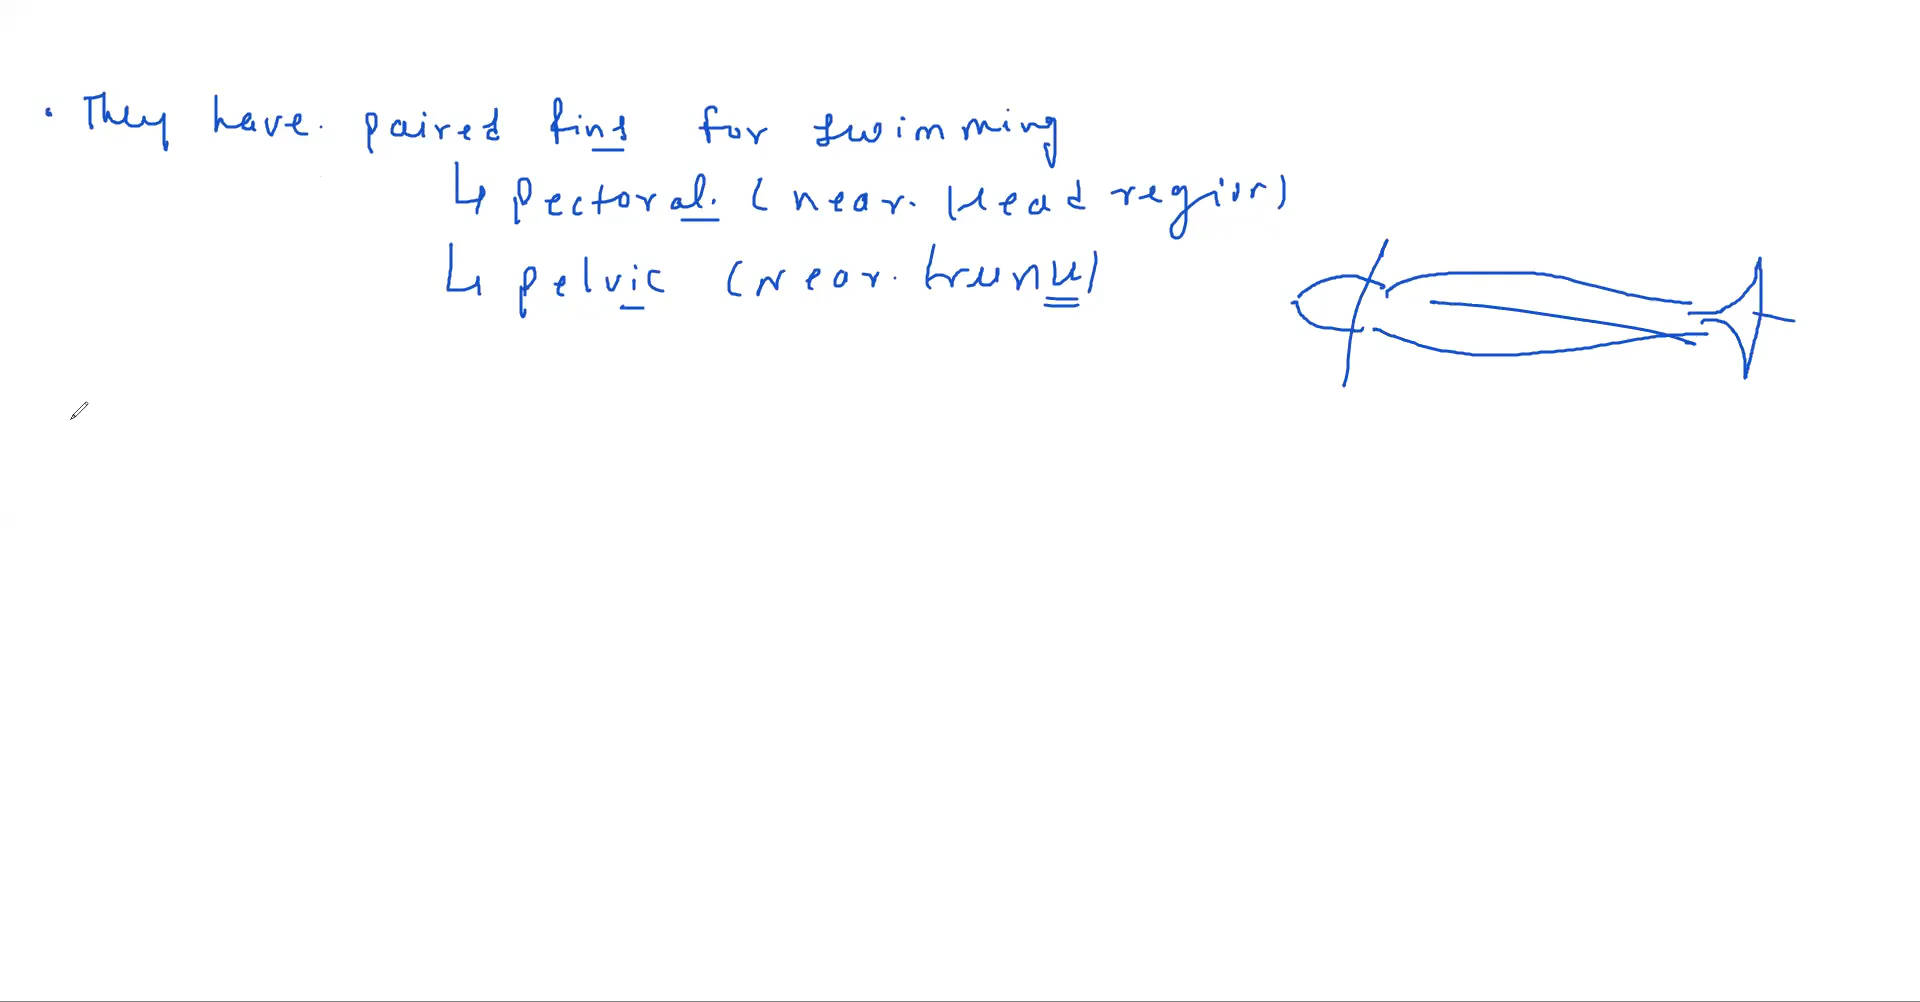 • They have paired fins for swimming
↳ Pectoral (near Head region)
↳ pelvic (near trunk)